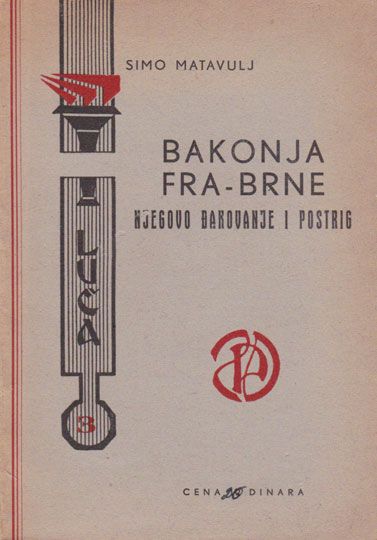 SIMO MATAVULJ
BAKONJA
FRA-BRNE
NJEGOVO ĐAKOVANJE I POSTRIG
LUČA
3
CENA 20 DINARA